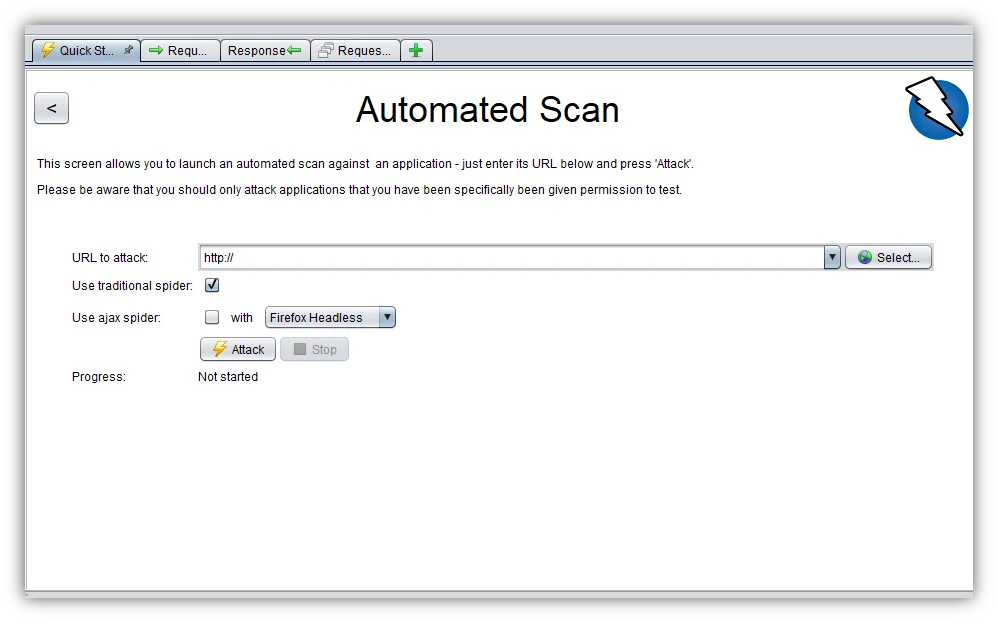 Quick St... Requ... Response Reques...
<
Automated Scan
This screen allows you to launch an automated scan against  an application - just enter its URL below and press 'Attack'.
Please be aware that you should only attack applications that you have been specifically been given permission to test.
URL to attack: http:// Select...
Use traditional spider:
Use ajax spider: with Firefox Headless
Attack Stop
Progress: Not started